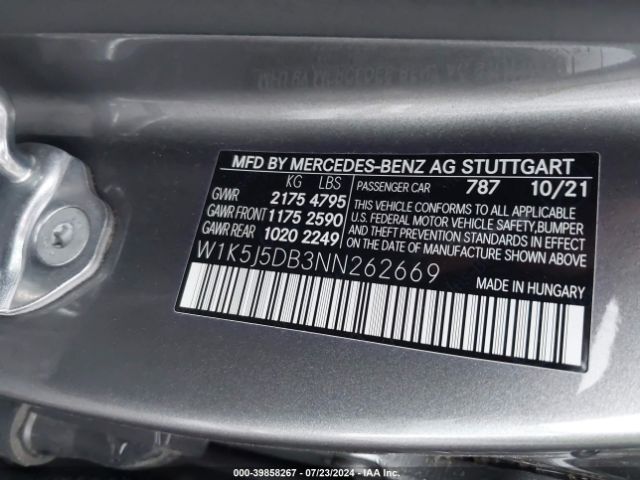 MFD BY MERCEDES-BENZ AG STUTTGART
KG LBS
GVWR 2175 4795
GAWR FRONT 1175 2590
GAWR REAR 1020 2249
PASSENGER CAR 787 10/21
THIS VEHICLE CONFORMS TO ALL APPLICABLE
U.S. FEDERAL MOTOR VEHICLE SAFETY, BUMPER
AND THEFT PREVENTION STANDARDS IN EFFECT
ON THE DATE OF MANUFACTURE SHOWN ABOVE.
W1K5J5DB3NN262669
MADE IN HUNGARY
000-39858267 - 07/23/2024 - IAA Inc.